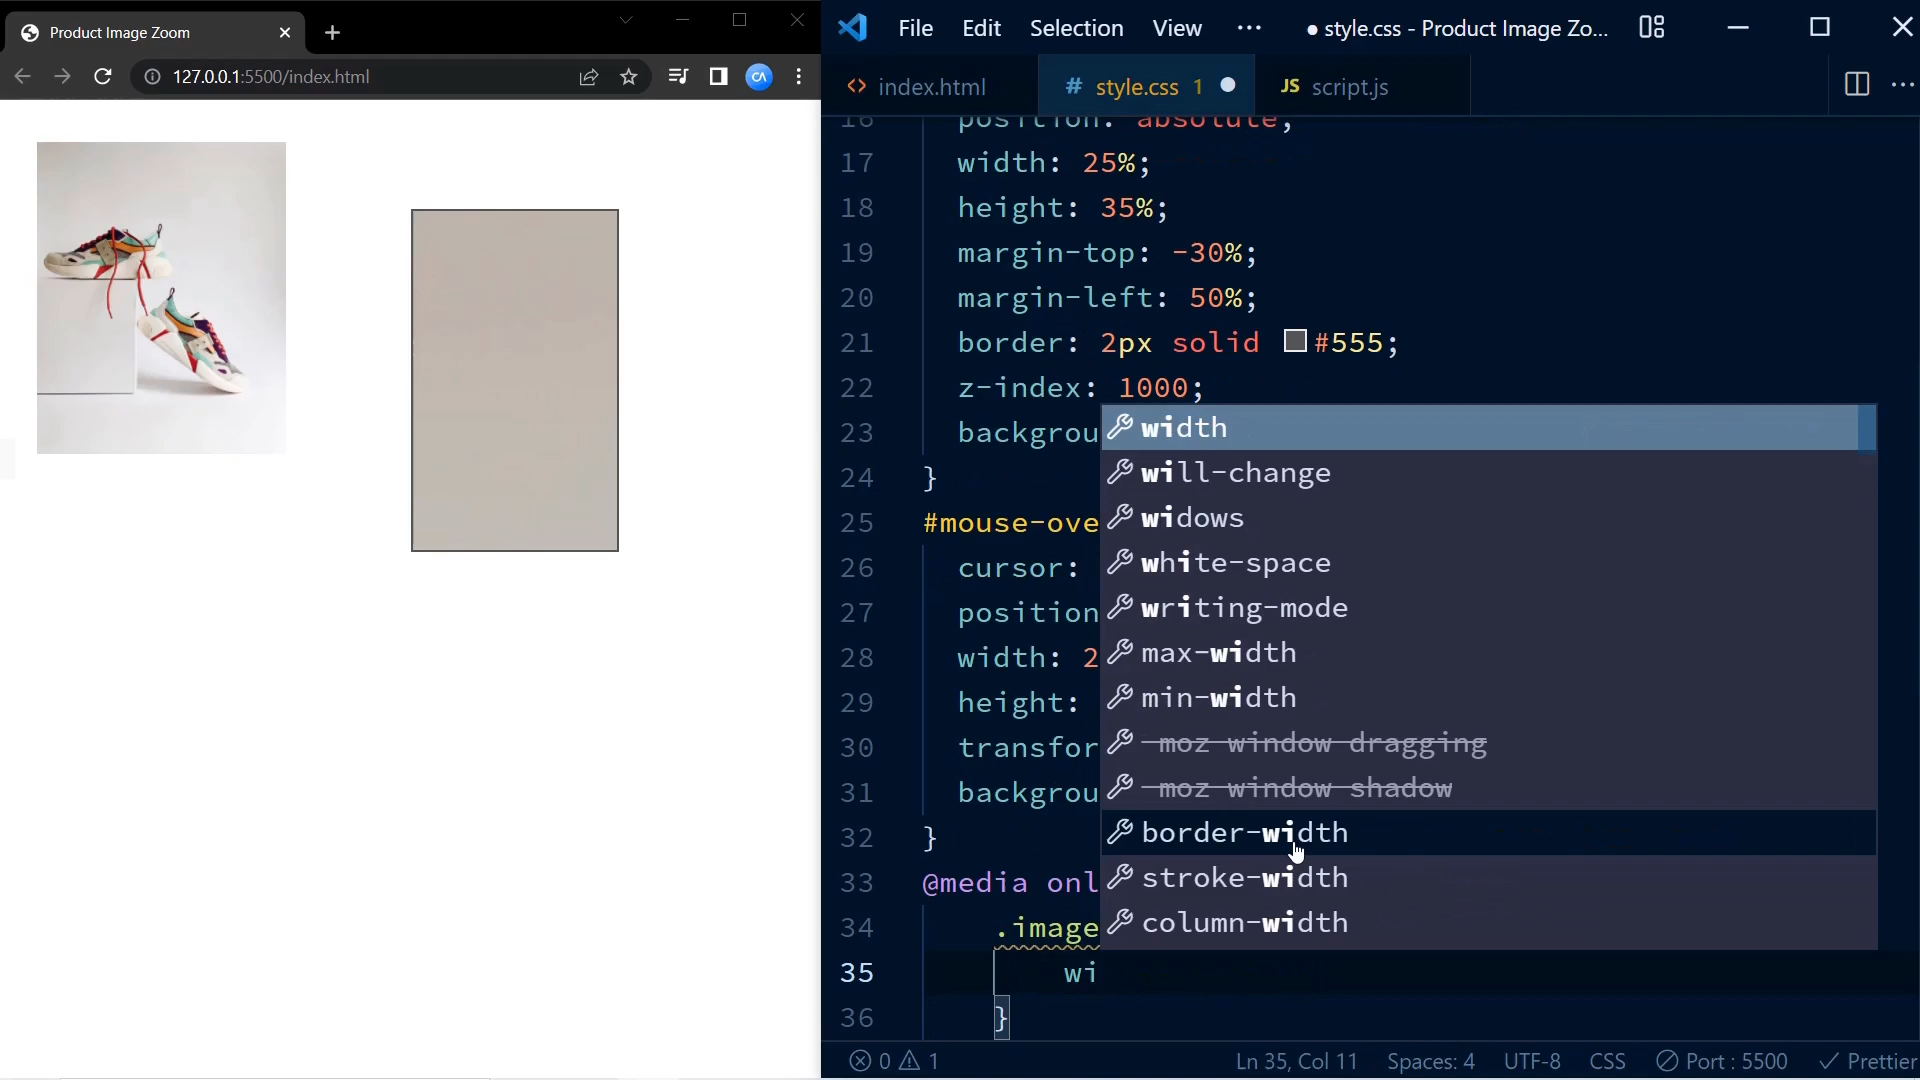 Product Image Zoom
127.0.0.1:5500/index.html
CA
File Edit Selection View ··· ● style.css - Product Image Zo...
<> index.html # style.css 1 ● JS script.js
16 position: absolute;
17 width: 25%;
18 height: 35%;
19 margin-top: -30%;
20 margin-left: 50%;
21 border: 2px solid #555;
22 z-index: 1000;
23 backgrou
24 }
25 #mouse-ove
26 cursor:
27 position
28 width: 2
29 height:
30 transfor
31 backgrou
32 }
33 @media onl
34 .image
35 wi
36 }
width
will-change
widows
white-space
writing-mode
max-width
min-width
-moz-window-dragging
-moz-window-shadow
border-width
stroke-width
column-width
0 1 Ln 35, Col 11 Spaces: 4 UTF-8 CSS Port : 5500 Prettier